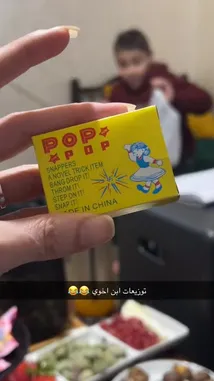 POP
POP
SNAPPERS
A NOVEL TRICK ITEM
BANG DROP IT!
THROW IT!
STEP ON IT!
SNAP IT!
MADE IN CHINA
توزيعات ابن اخوي 😂😂